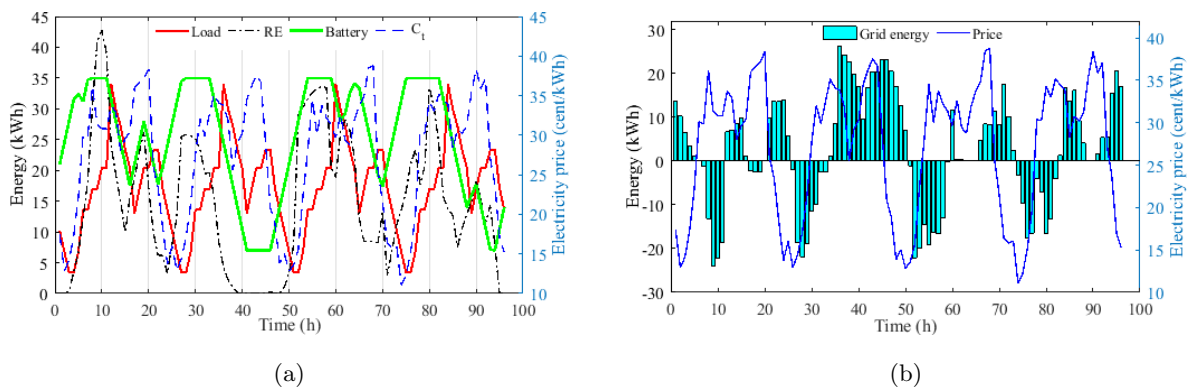 Load RE Battery C_t
Energy (kWh)
45
40
35
30
25
20
15
10
5
0
0 10 20 30 40 50 60 70 80 90 100
Time (h)
45
40
35
30
25
20
15
10
Electricity price (cent/kWh)
(a)
Grid energy Price
Energy (kWh)
30
20
10
0
-10
-20
-30
0 10 20 30 40 50 60 70 80 90 100
Time (h)
40
35
30
25
20
15
10
Electricity price (cent/kWh)
(b)